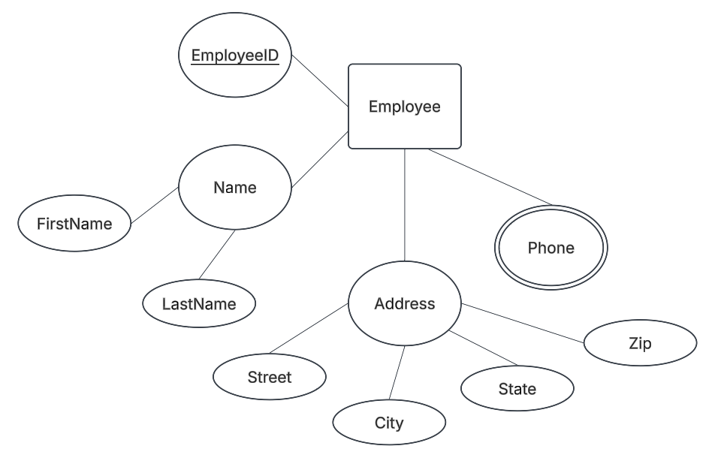 EmployeeID
Employee
Name
FirstName
LastName
Phone
Address
Zip
Street
State
City